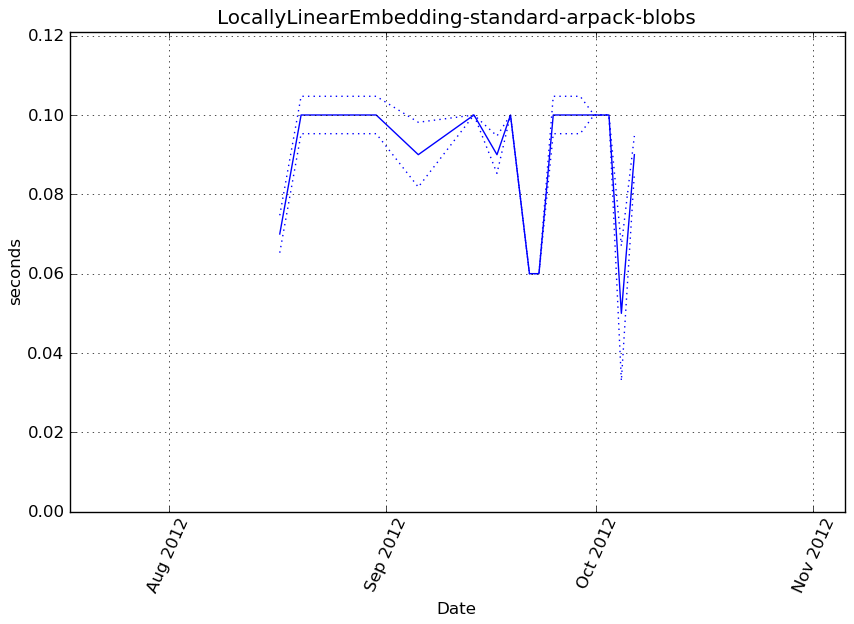 LocallyLinearEmbedding-standard-arpack-blobs
0.12
0.10
0.08
0.06
0.04
0.02
0.00
seconds
Aug 2012
Sep 2012
Oct 2012
Nov 2012
Date